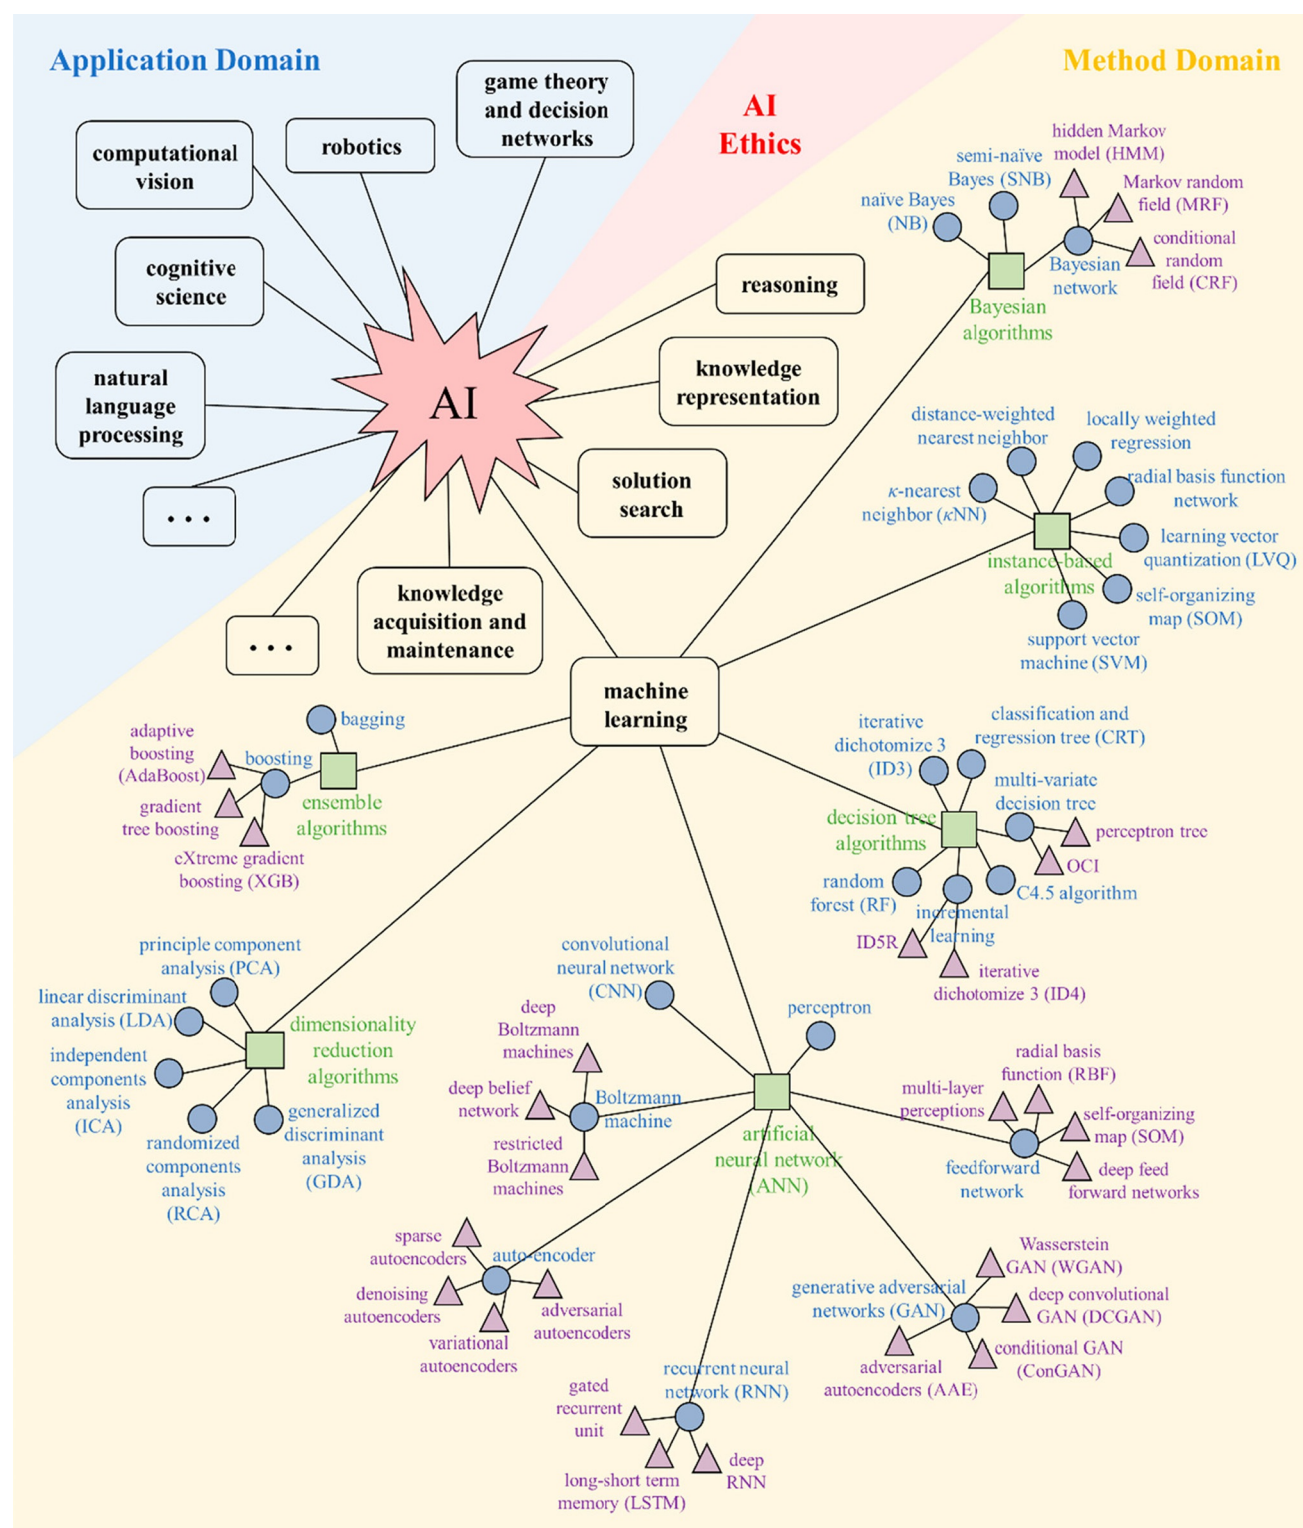 Application Domain
AI
Ethics
Method Domain
computational
vision
robotics
game theory
and decision
networks
cognitive
science
natural
language
processing
...
...
AI
reasoning
knowledge
representation
solution
search
knowledge
acquisition and
maintenance
machine
learning
hidden Markov
model (HMM)
semi-naïve
Bayes (SNB)
naïve Bayes
(NB)
Markov random
field (MRF)
conditional
random
field (CRF)
Bayesian
network
Bayesian
algorithms
distance-weighted
nearest neighbor
locally weighted
regression
κ-nearest
neighbor (κNN)
radial basis function
network
learning vector
quantization (LVQ)
instance-based
algorithms
self-organizing
map (SOM)
support vector
machine (SVM)
adaptive
boosting
(AdaBoost)
bagging
boosting
gradient
tree boosting
ensemble
algorithms
eXtreme gradient
boosting (XGB)
iterative
dichotomize 3
(ID3)
classification and
regression tree (CRT)
multi-variate
decision tree
decision tree
algorithms
perceptron tree
OCI
random
forest (RF)
C4.5 algorithm
incremental
learning
ID5R
iterative
dichotomize 3 (ID4)
principle component
analysis (PCA)
linear discriminant
analysis (LDA)
independent
components
analysis
(ICA)
dimensionality
reduction
algorithms
randomized
components
analysis
(RCA)
generalized
discriminant
analysis
(GDA)
convolutional
neural network
(CNN)
perceptron
deep
Boltzmann
machines
deep belief
network
Boltzmann
machine
restricted
Boltzmann
machines
artificial
neural network
(ANN)
radial basis
function (RBF)
multi-layer
perceptions
self-organizing
map (SOM)
feedforward
network
deep feed
forward networks
sparse
autoencoders
auto-encoder
denoising
autoencoders
adversarial
autoencoders
variational
autoencoders
Wasserstein
GAN (WGAN)
generative adversarial
networks (GAN)
deep convolutional
GAN (DCGAN)
conditional GAN
(ConGAN)
adversarial
autoencoders (AAE)
recurrent neural
network (RNN)
gated
recurrent
unit
long-short term
memory (LSTM)
deep
RNN